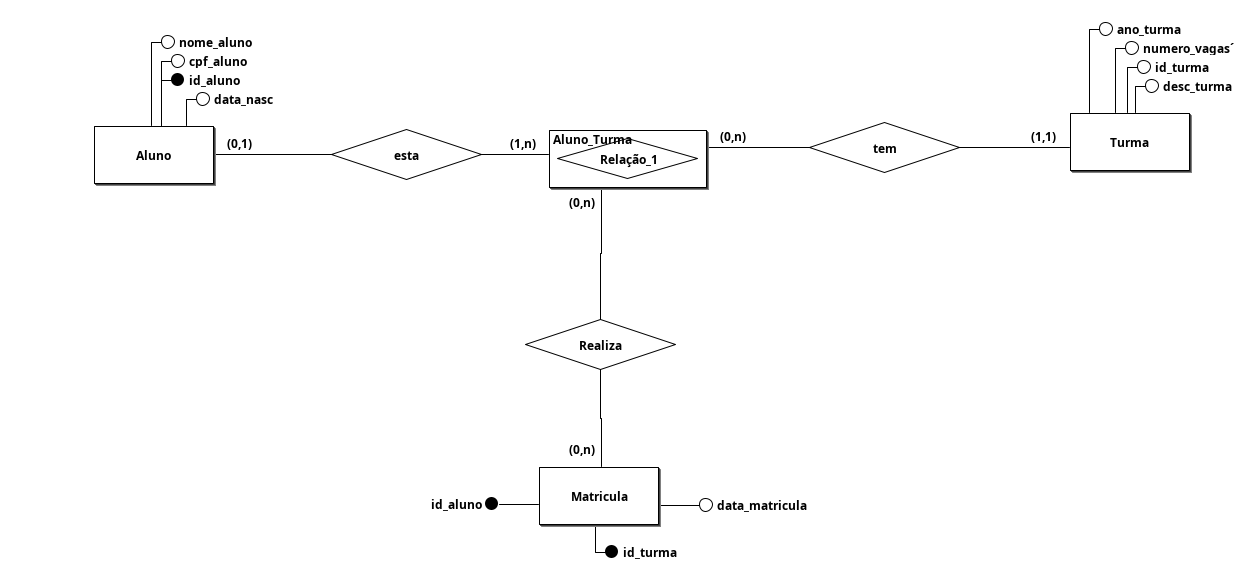 nome_aluno
cpf_aluno
id_aluno
data_nasc
Aluno
(0,1)
esta
(1,n)
Aluno_Turma
Relação_1
(0,n)
tem
(1,1)
ano_turma
numero_vagas´
id_turma
desc_turma
Turma
(0,n)
Realiza
(0,n)
Matricula
id_aluno
data_matricula
id_turma